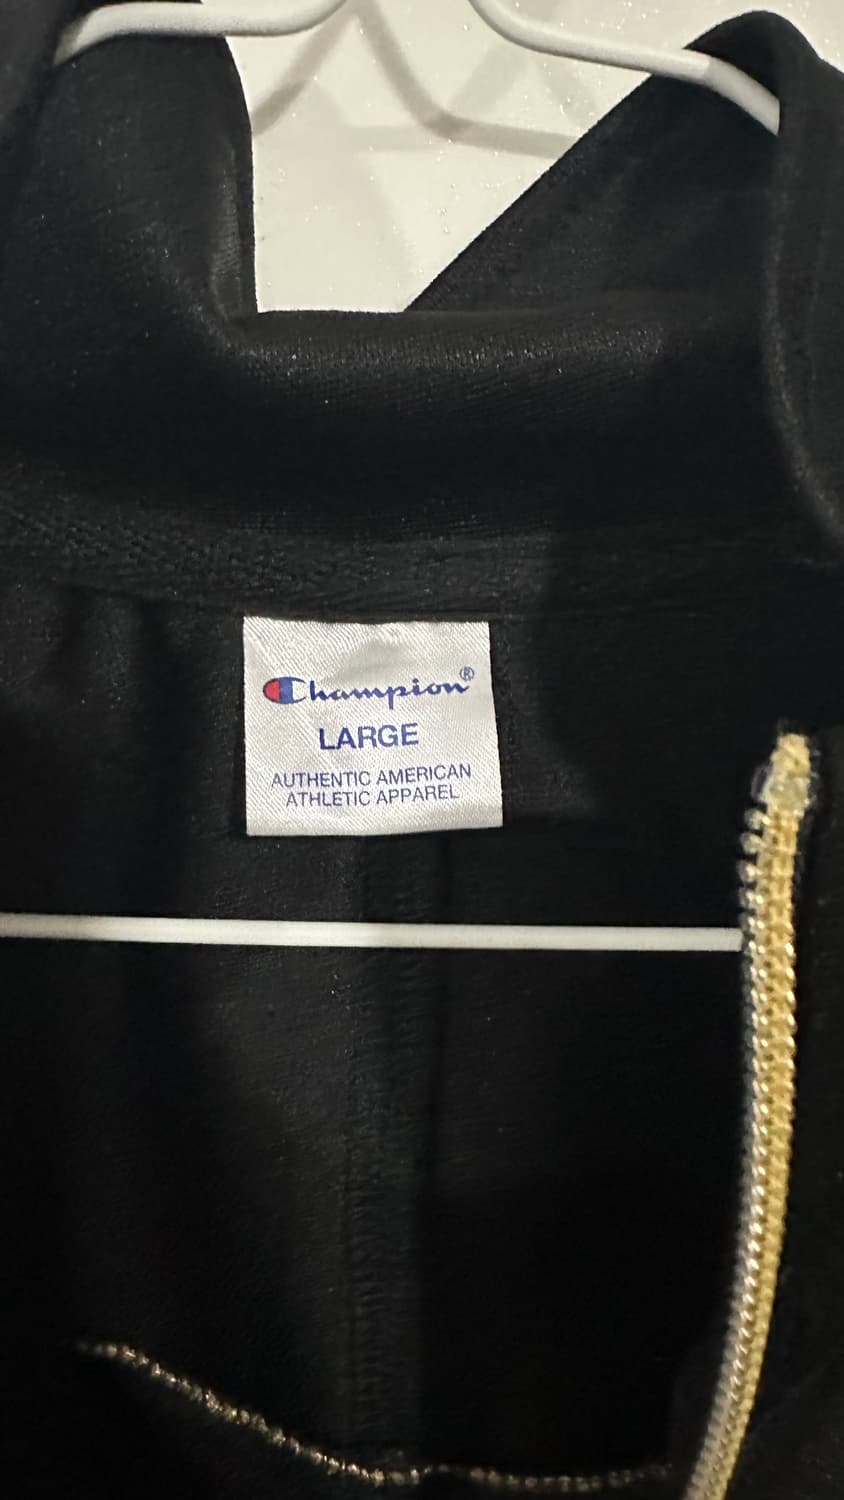 Champion®
LARGE
AUTHENTIC AMERICAN
ATHLETIC APPAREL